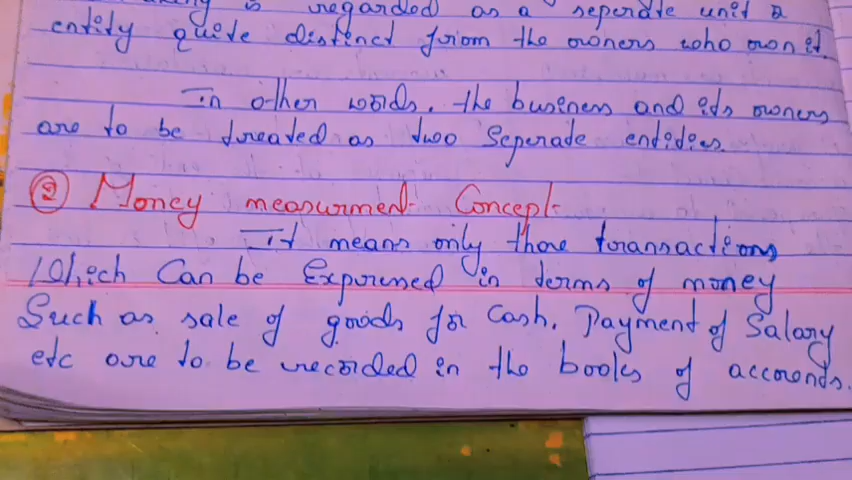 is regarded as a seperate unit a
entity quite distinct from the owners who own it.
In other words, the business and its owners
are to be treated as two Seperate entities.
② Money measurment Concept
It means only those transactions
Which Can be Expressed in terms of money
Such as sale of goods for Cash, Payment of Salary
etc are to be recorded in the books of accounts.